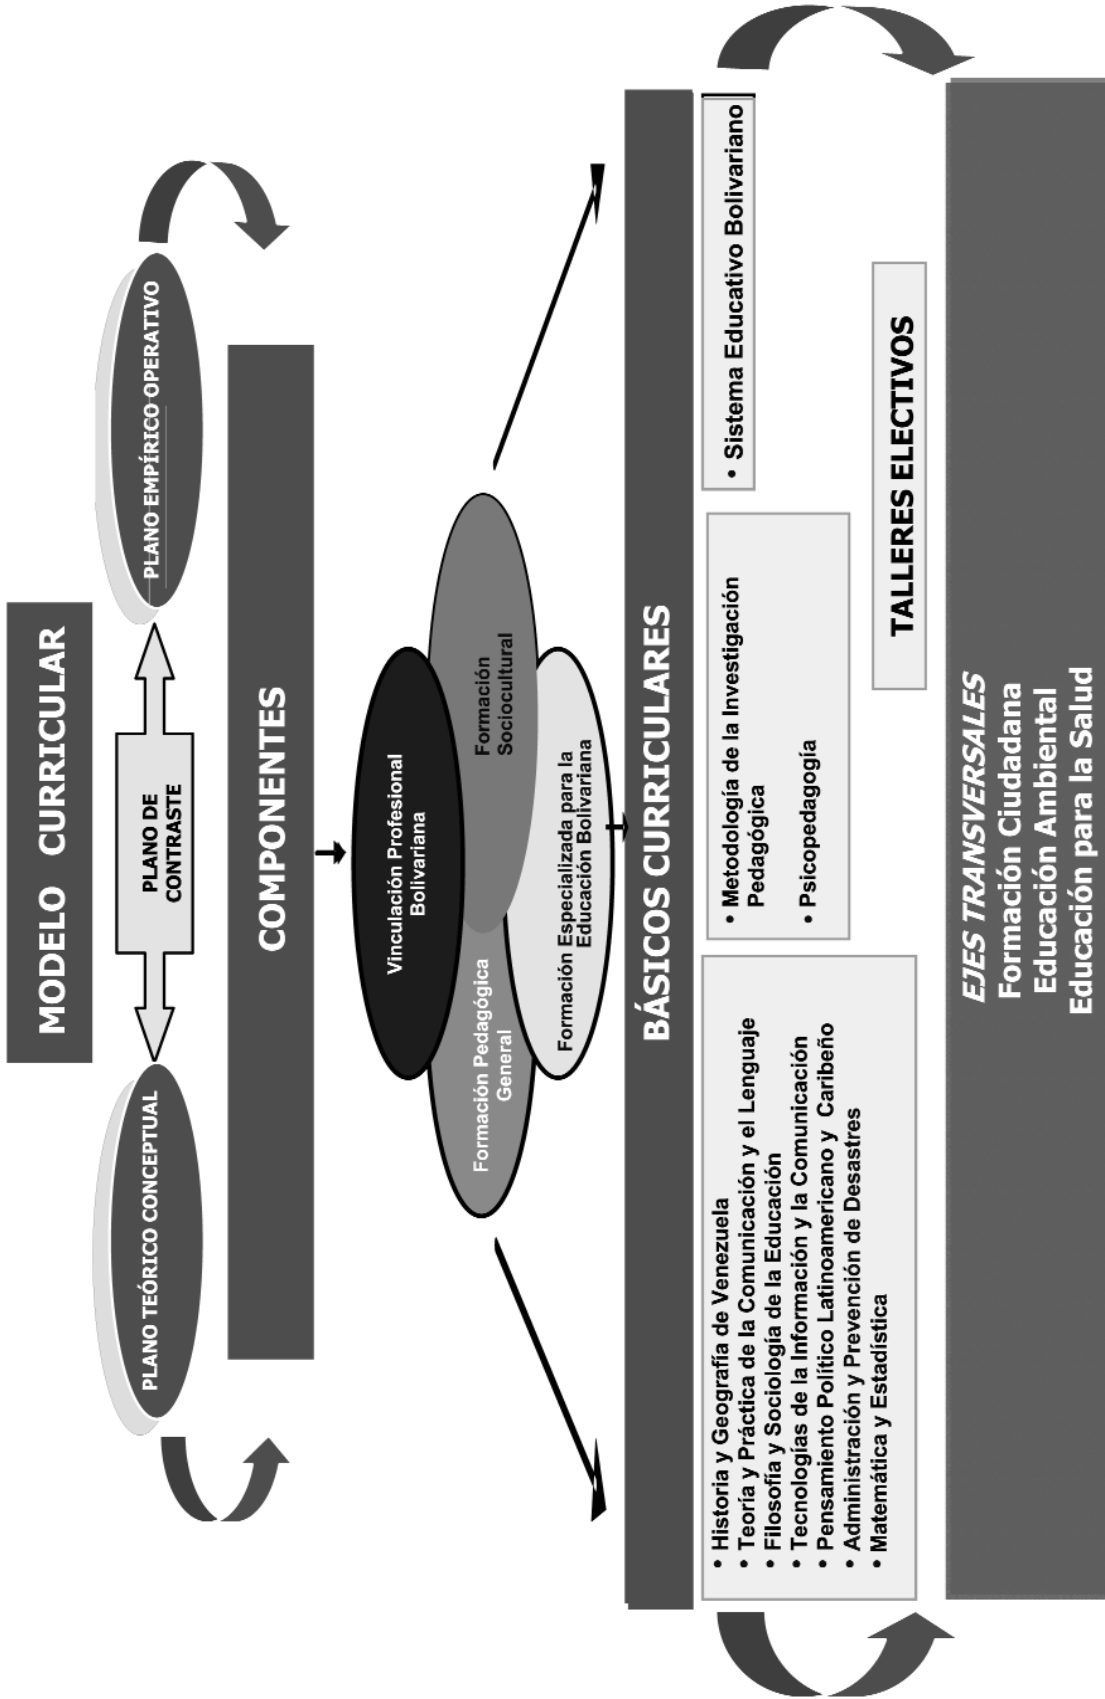 MODELO CURRICULAR
PLANO TEÓRICO CONCEPTUAL
PLANO DE
CONTRASTE
PLANO EMPÍRICO OPERATIVO
COMPONENTES
Vinculación Profesional
Bolivariana
Formación Pedagógica
General
Formación
Sociocultural
Formación Especializada para la
Educación Bolivariana
BÁSICOS CURRICULARES
• Historia y Geografía de Venezuela
• Teoría y Práctica de la Comunicación y el Lenguaje
• Filosofía y Sociología de la Educación
• Tecnologías de la Información y la Comunicación
• Pensamiento Político Latinoamericano y Caribeño
• Administración y Prevención de Desastres
• Matemática y Estadística
• Metodología de la Investigación
Pedagógica
• Psicopedagogía
• Sistema Educativo Bolivariano
TALLERES ELECTIVOS
EJES TRANSVERSALES
Formación Ciudadana
Educación Ambiental
Educación para la Salud